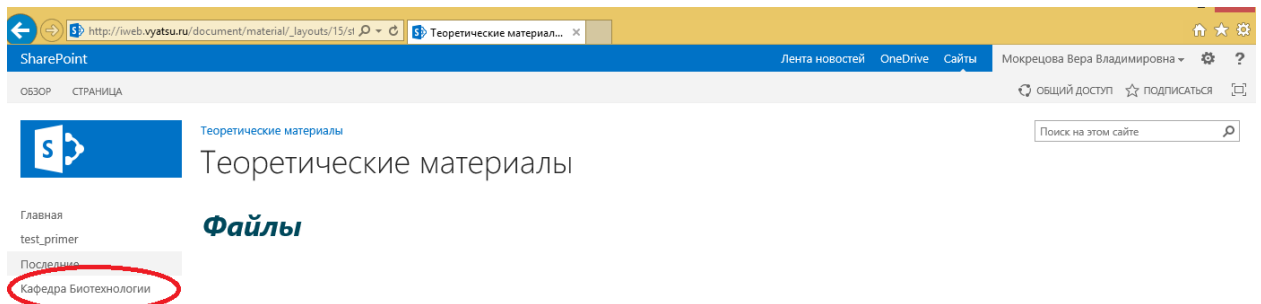 http://iweb.vyatsu.ru/document/material/_layouts/15/st
Теоретические материал...
SharePoint
Лента новостей OneDrive Сайты Мокрецова Вера Владимировна ?
ОБЗОР СТРАНИЦА
ОБЩИЙ ДОСТУП ПОДПИСАТЬСЯ
S
Теоретические материалы
Поиск на этом сайте
Теоретические материалы
Главная
Файлы
test_primer
Последние
Кафедра Биотехнологии